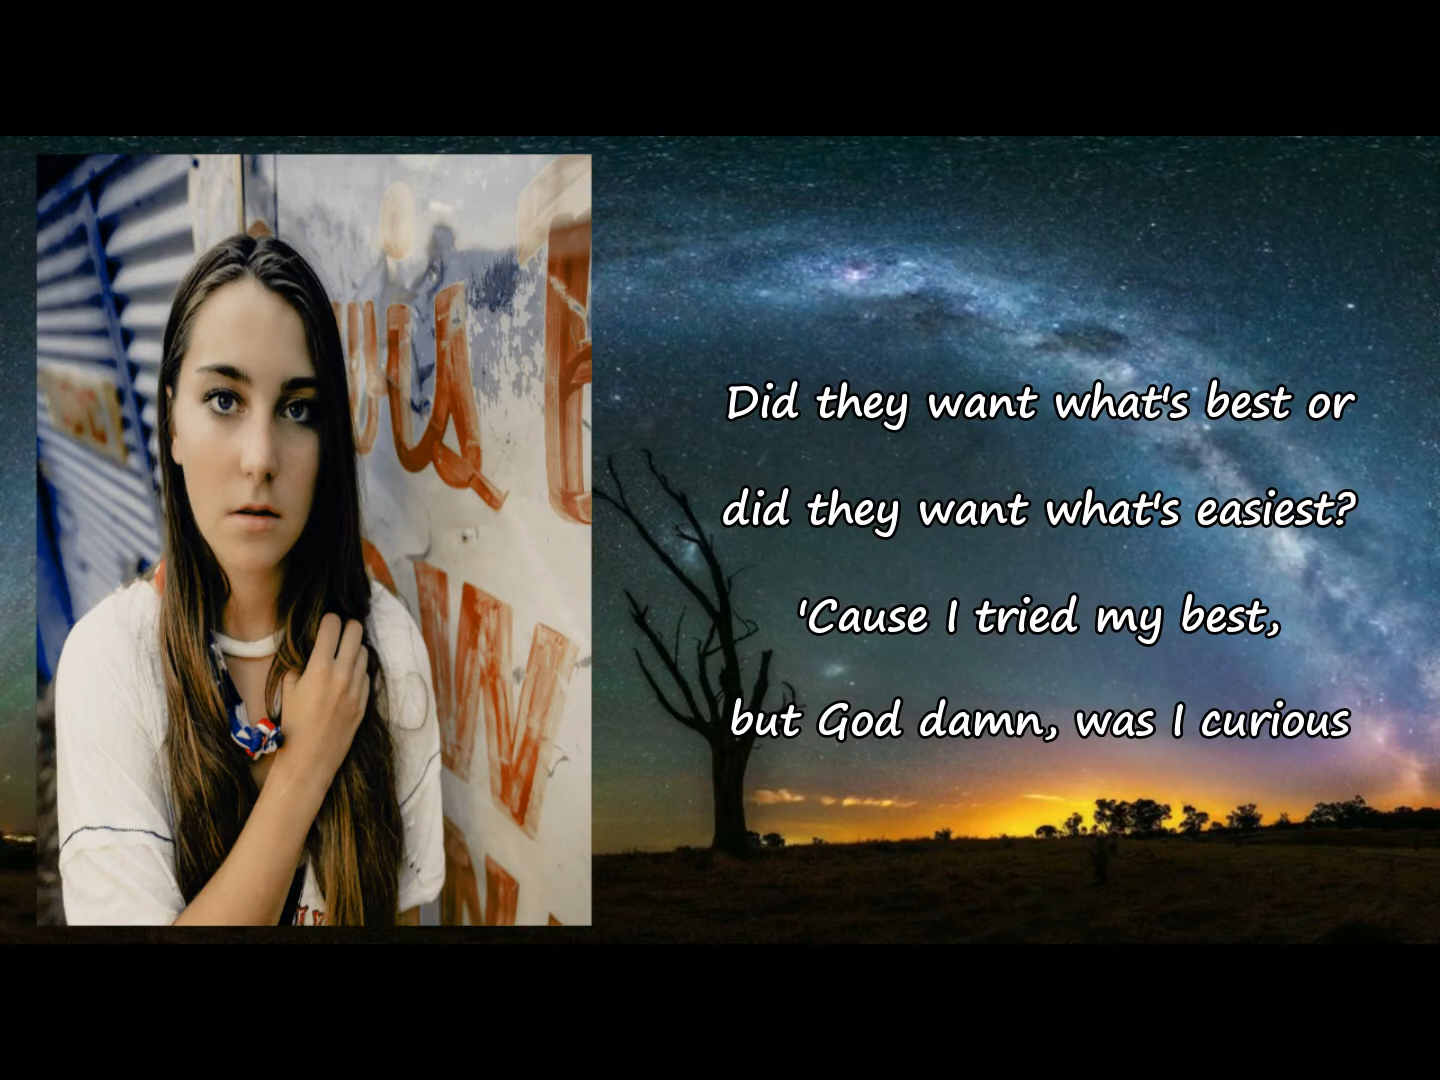 Did they want what's best or
did they want what's easiest?
'Cause I tried my best,
but God damn, was I curious